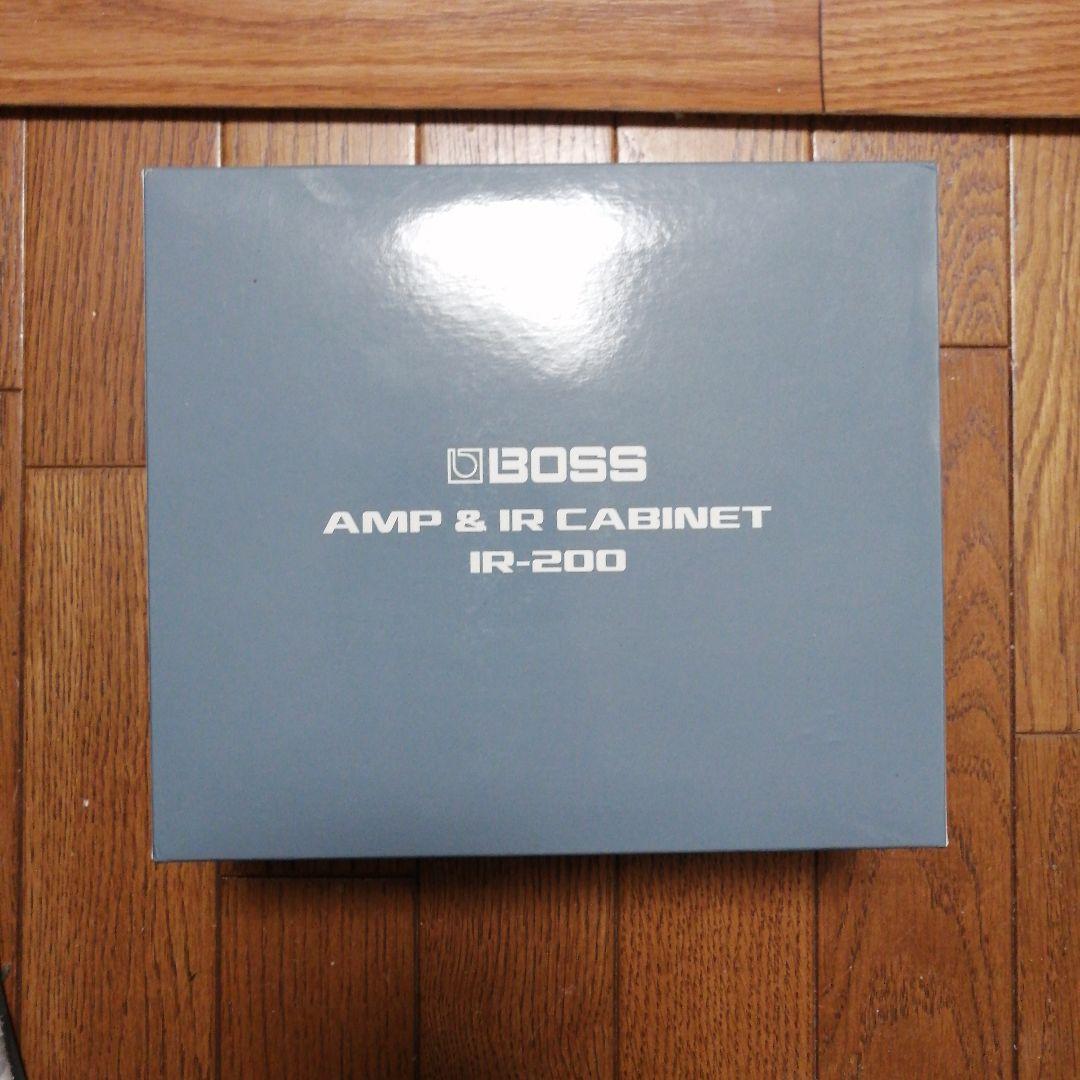 BOSS
AMP & IR CABINET
IR-200